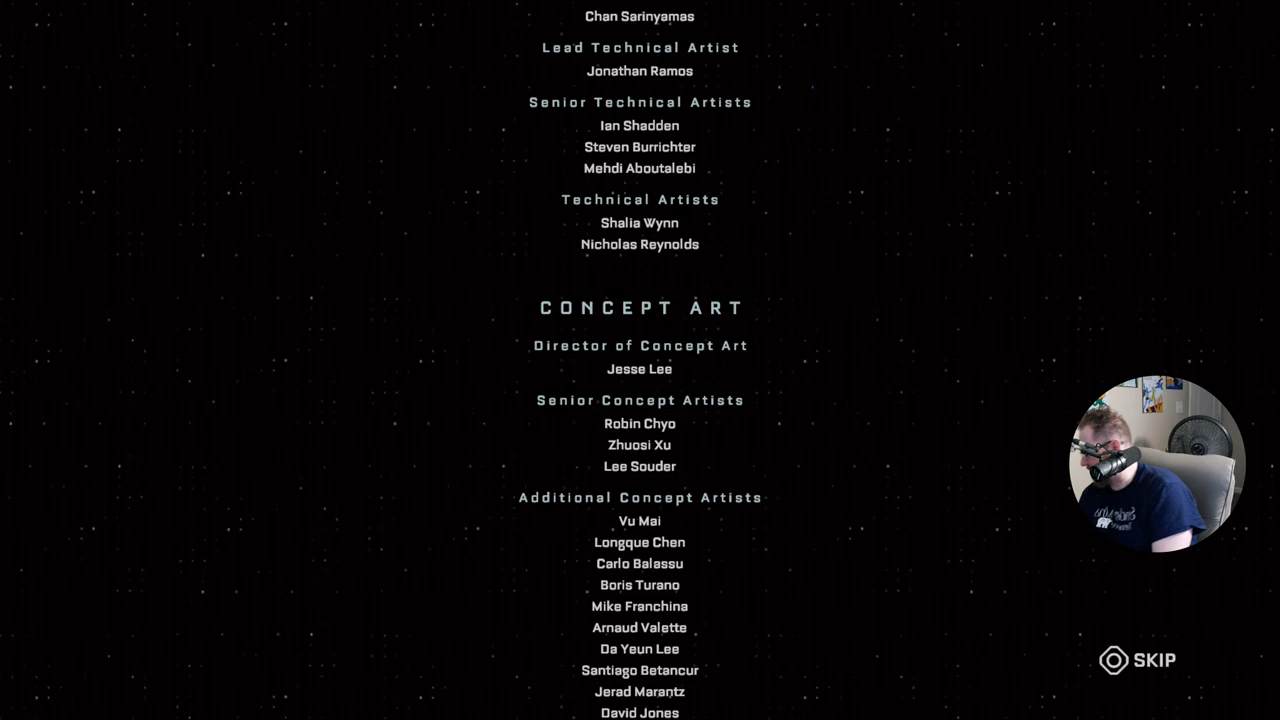 Chan Sarinyamas
Lead Technical Artist
Jonathan Ramos
Senior Technical Artists
Ian Shadden
Steven Burrichter
Mehdi Aboutalebi
Technical Artists
Shalia Wynn
Nicholas Reynolds
CONCEPT ART
Director of Concept Art
Jesse Lee
Senior Concept Artists
Robin Chyo
Zhuosi Xu
Lee Souder
Additional Concept Artists
Vu Mai
Longque Chen
Carlo Balassu
Boris Turano
Mike Franchina
Arnaud Valette
Da Yeun Lee
Santiago Betancur
Jerad Marantz
David Jones
SKIP